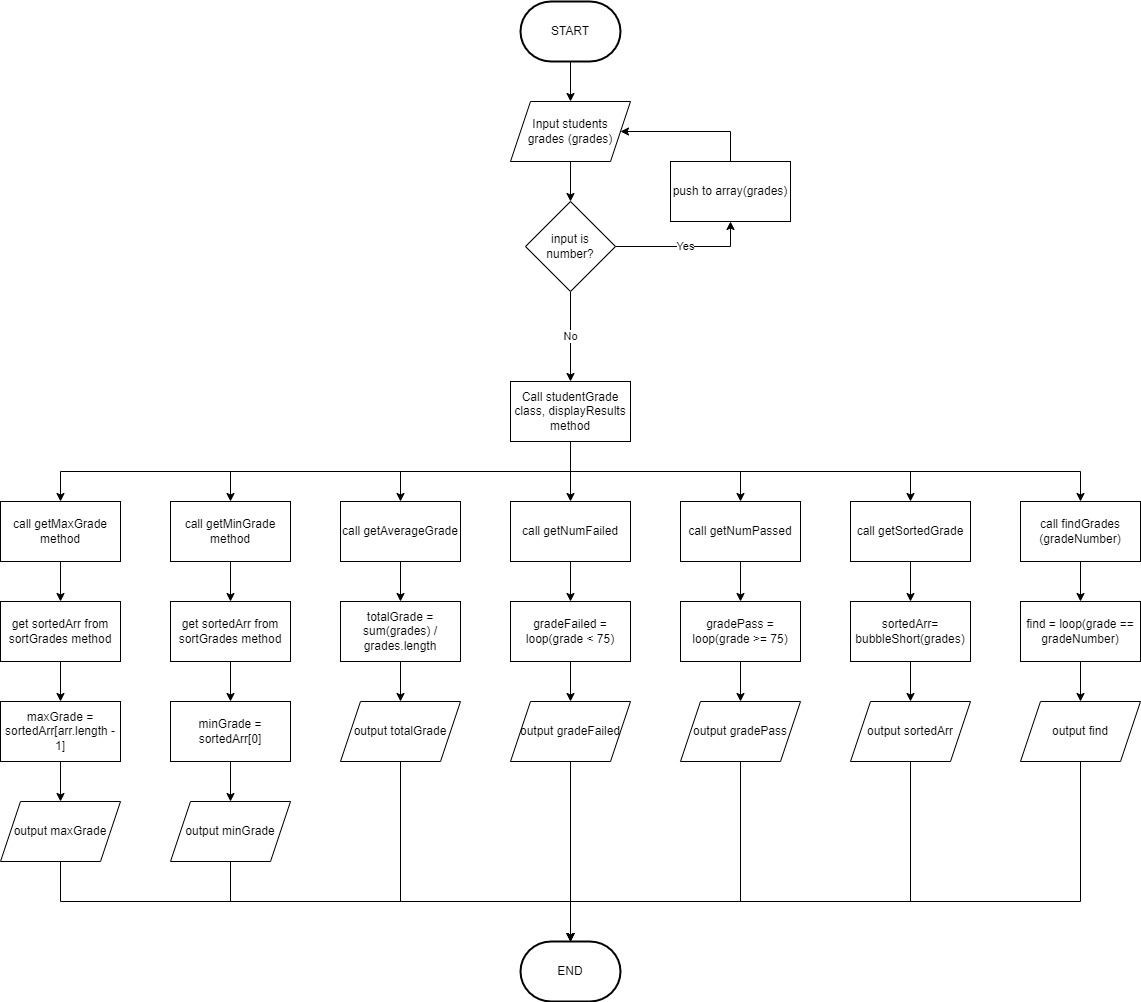 START
Input students
grades (grades)
push to array(grades)
input is
number?
Yes
No
Call studentGrade
class, displayResults
method
call getMaxGrade
method
call getMinGrade
method
call getAverageGrade
call getNumFailed
call getNumPassed
call getSortedGrade
call findGrades
(gradeNumber)
get sortedArr from
sortGrades method
get sortedArr from
sortGrades method
totalGrade =
sum(grades) /
grades.length
gradeFailed =
loop(grade < 75)
gradePass =
loop(grade >= 75)
sortedArr=
bubbleShort(grades)
find = loop(grade ==
gradeNumber)
maxGrade =
sortedArr[arr.length -
1]
minGrade =
sortedArr[0]
output totalGrade
output gradeFailed
output gradePass
output sortedArr
output find
output maxGrade
output minGrade
END